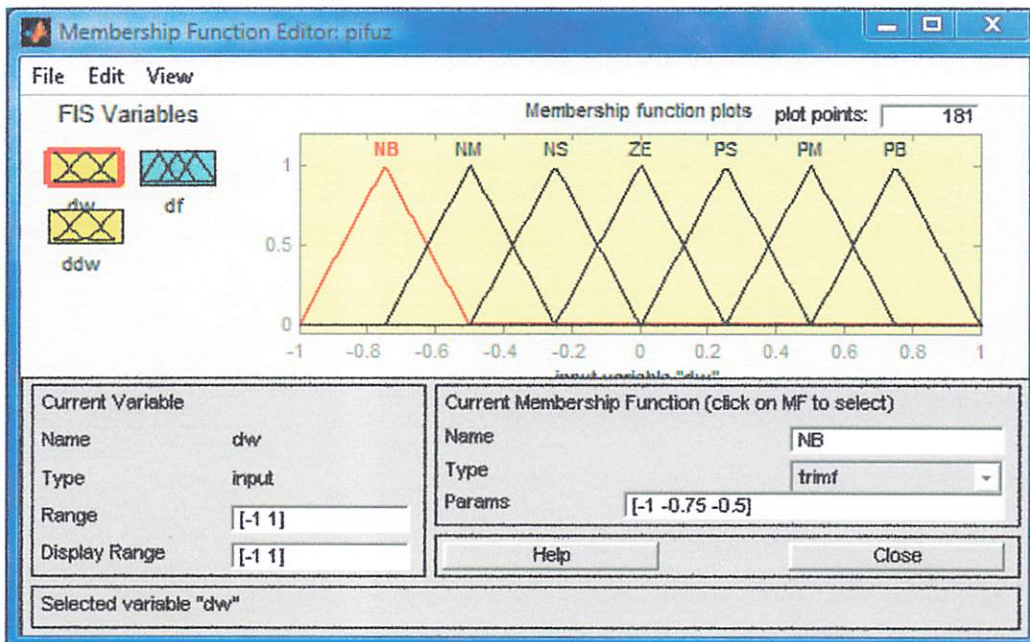 Membership Function Editor: pifuz
File Edit View
FIS Variables
Membership function plots plot points: 181
dw df
ddw
NB NM NS ZE PS PM PB
1
0.5
0
-1 -0.8 -0.6 -0.4 -0.2 0 0.2 0.4 0.6 0.8 1
input variable "dw"
Current Variable
Name dw
Type input
Range [-1 1]
Display Range [-1 1]
Current Membership Function (click on MF to select)
Name NB
Type trimf
Params [-1 -0.75 -0.5]
Help Close
Selected variable "dw"